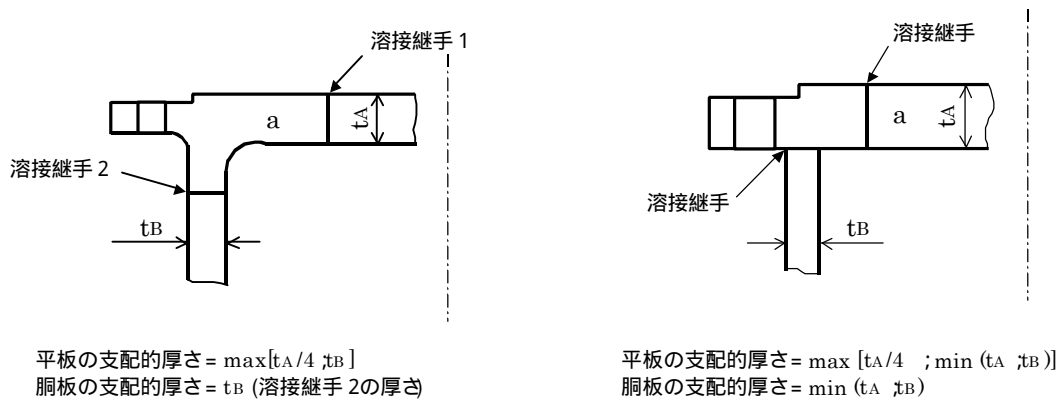 溶接継手 1
a
tA
溶接継手 2
tB
平板の支配的厚さ = max[tA/4 ;tB ]
胴板の支配的厚さ = tB (溶接継手 2の厚さ)
溶接継手
a
tA
溶接継手
tB
平板の支配的厚さ = max [tA/4 ; min (tA ;tB )]
胴板の支配的厚さ = min (tA ;tB)